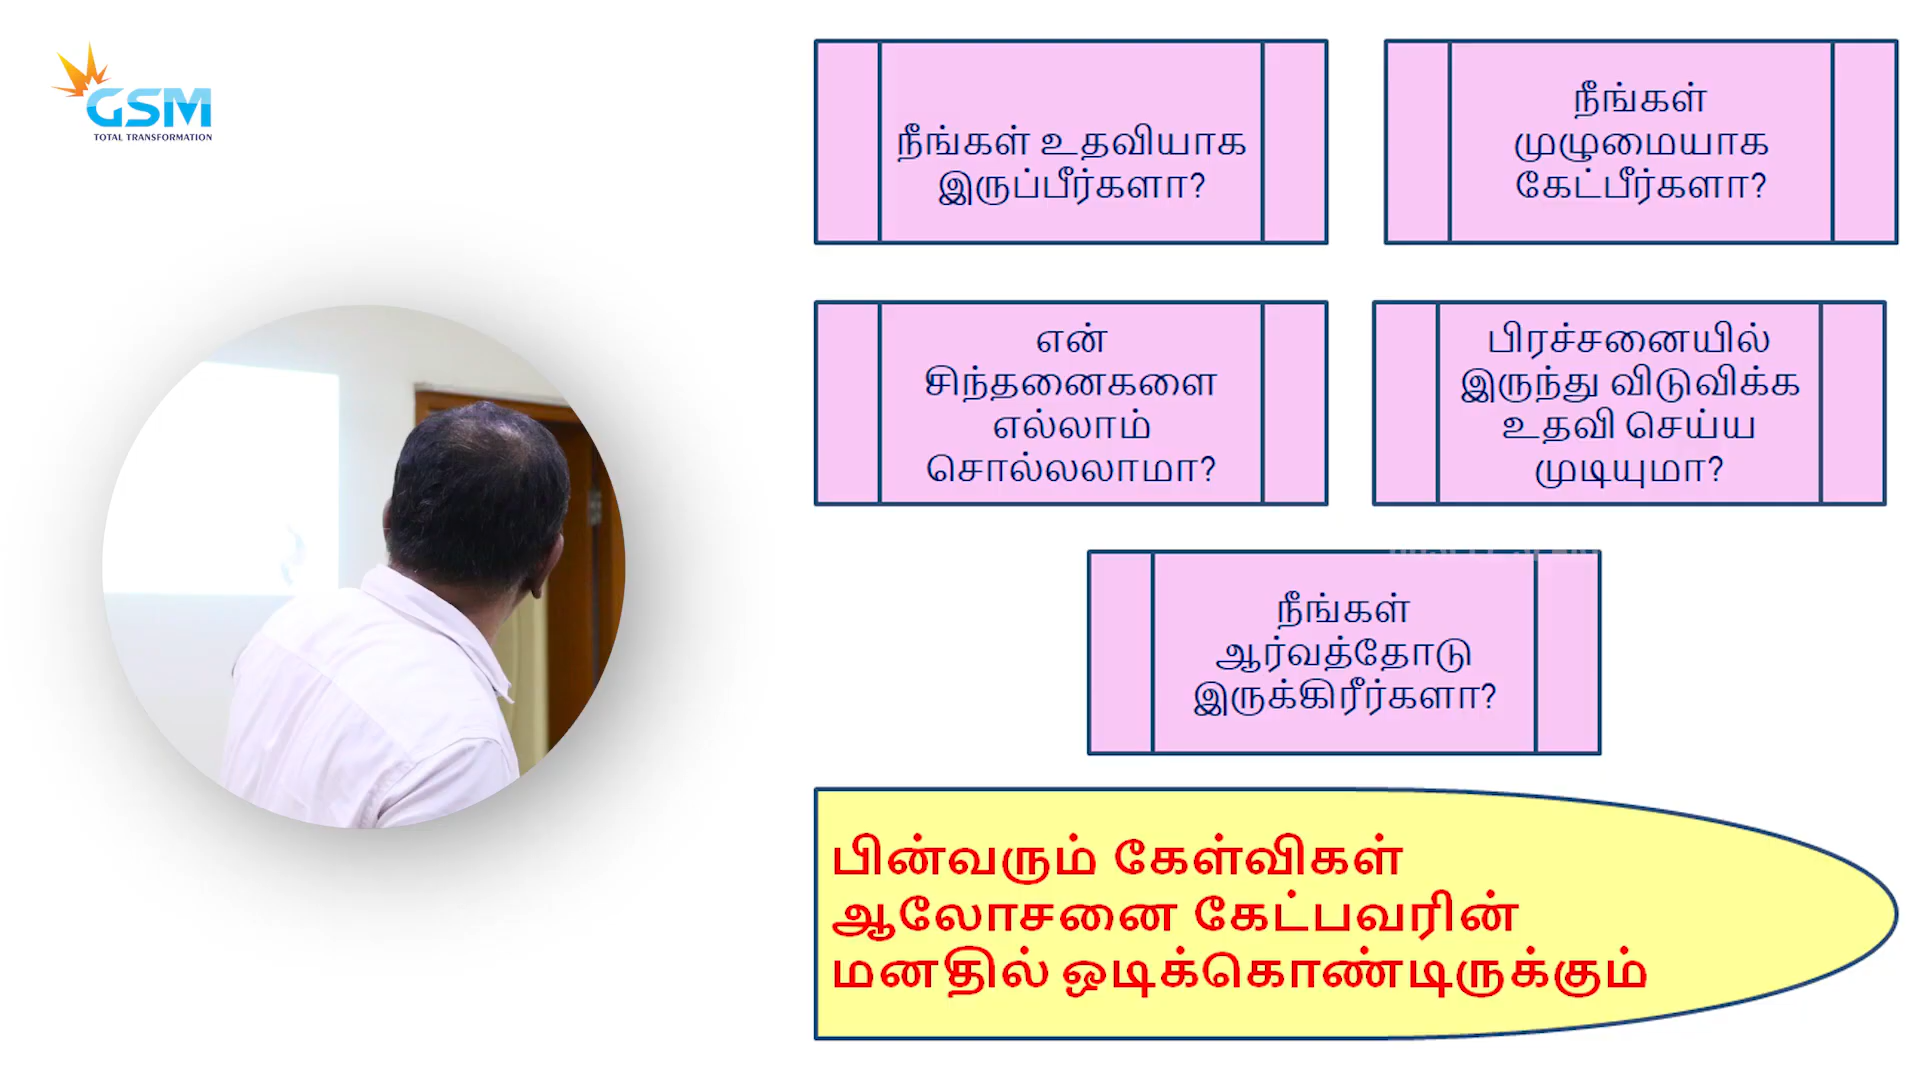 GSM
TOTAL TRANSFORMATION
நீங்கள் உதவியாக
இருப்பீர்களா?
நீங்கள்
முழுமையாக
கேட்பீர்களா?
என்
சிந்தனைகளை
எல்லாம்
சொல்லலாமா?
பிரச்சனையில்
இருந்து விடுவிக்க
உதவி செய்ய
முடியுமா?
நீங்கள்
ஆர்வத்தோடு
இருக்கிரீர்களா?
பின்வரும் கேள்விகள்
ஆலோசனை கேட்பவரின்
மனதில் ஒடிக்கொண்டிருக்கும்